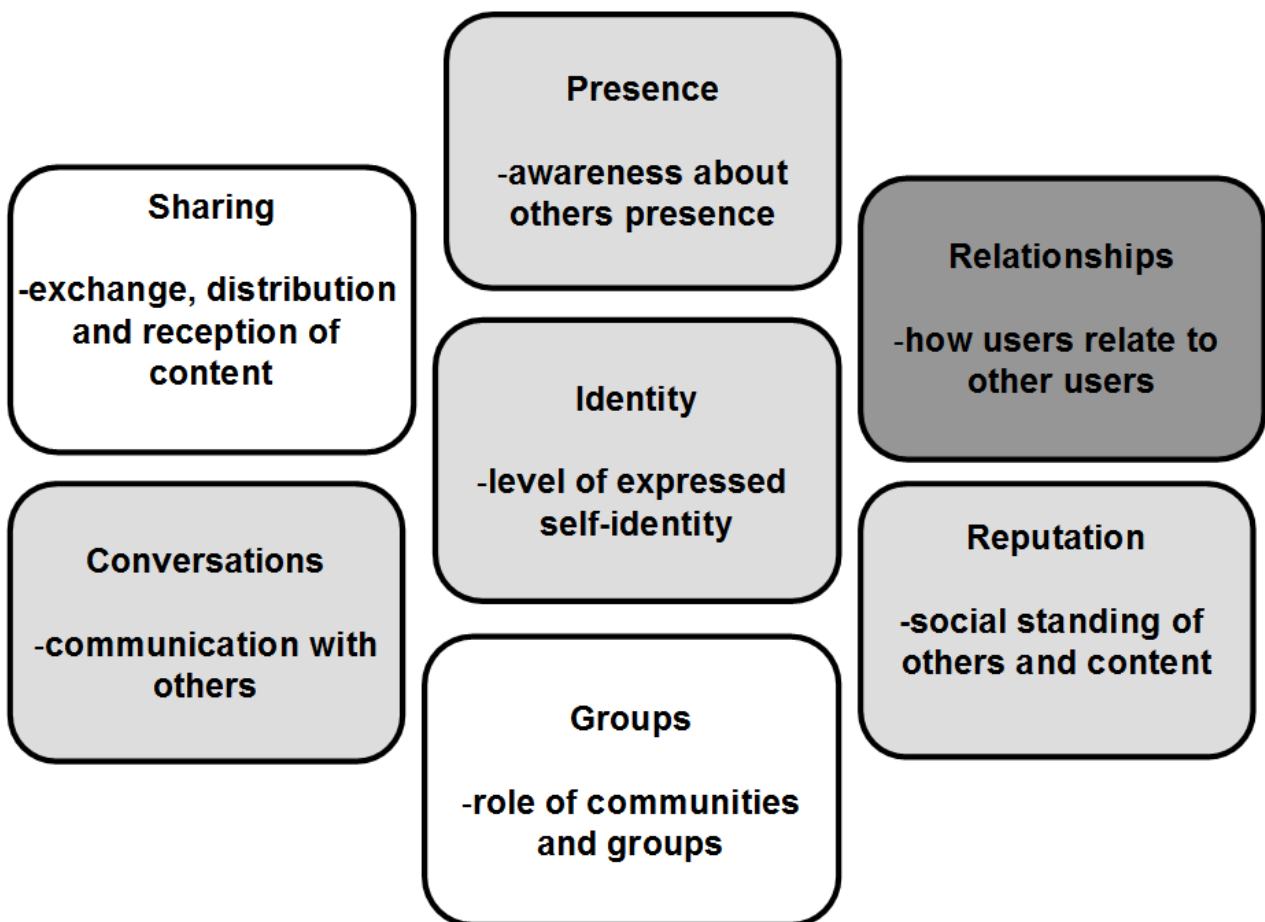 Presence
-awareness about
others presence
Sharing
-exchange, distribution
and reception of
content
Relationships
-how users relate to
other users
Identity
-level of expressed
self-identity
Conversations
-communication with
others
Reputation
-social standing of
others and content
Groups
-role of communities
and groups